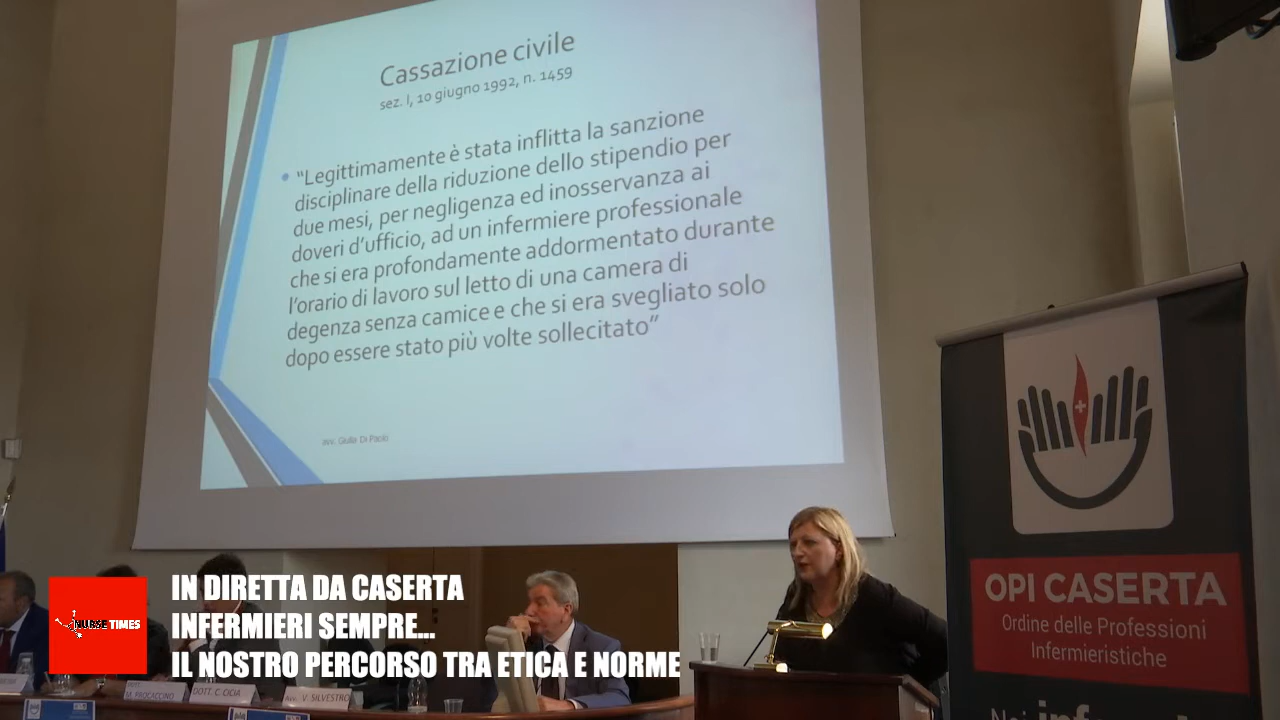 Cassazione civile
sez. I, 10 giugno 1992, n. 1459
• “Legittimamente è stata inflitta la sanzione
disciplinare della riduzione dello stipendio per
due mesi, per negligenza ed inosservanza ai
doveri d’ufficio, ad un infermiere professionale
che si era profondamente addormentato durante
l’orario di lavoro sul letto di una camera di
degenza senza camice e che si era svegliato solo
dopo essere stato più volte sollecitato”
avv. Giulia Di Paolo
OPI CASERTA
Ordine delle Professioni
Infermieristiche
Noi
NURSE TIMES
IN DIRETTA DA CASERTA
INFERMIERI SEMPRE...
IL NOSTRO PERCORSO TRA ETICA E NORME
M. PROCACCINO
DOTT. C. CICIA
Avv. V. SILVESTRO